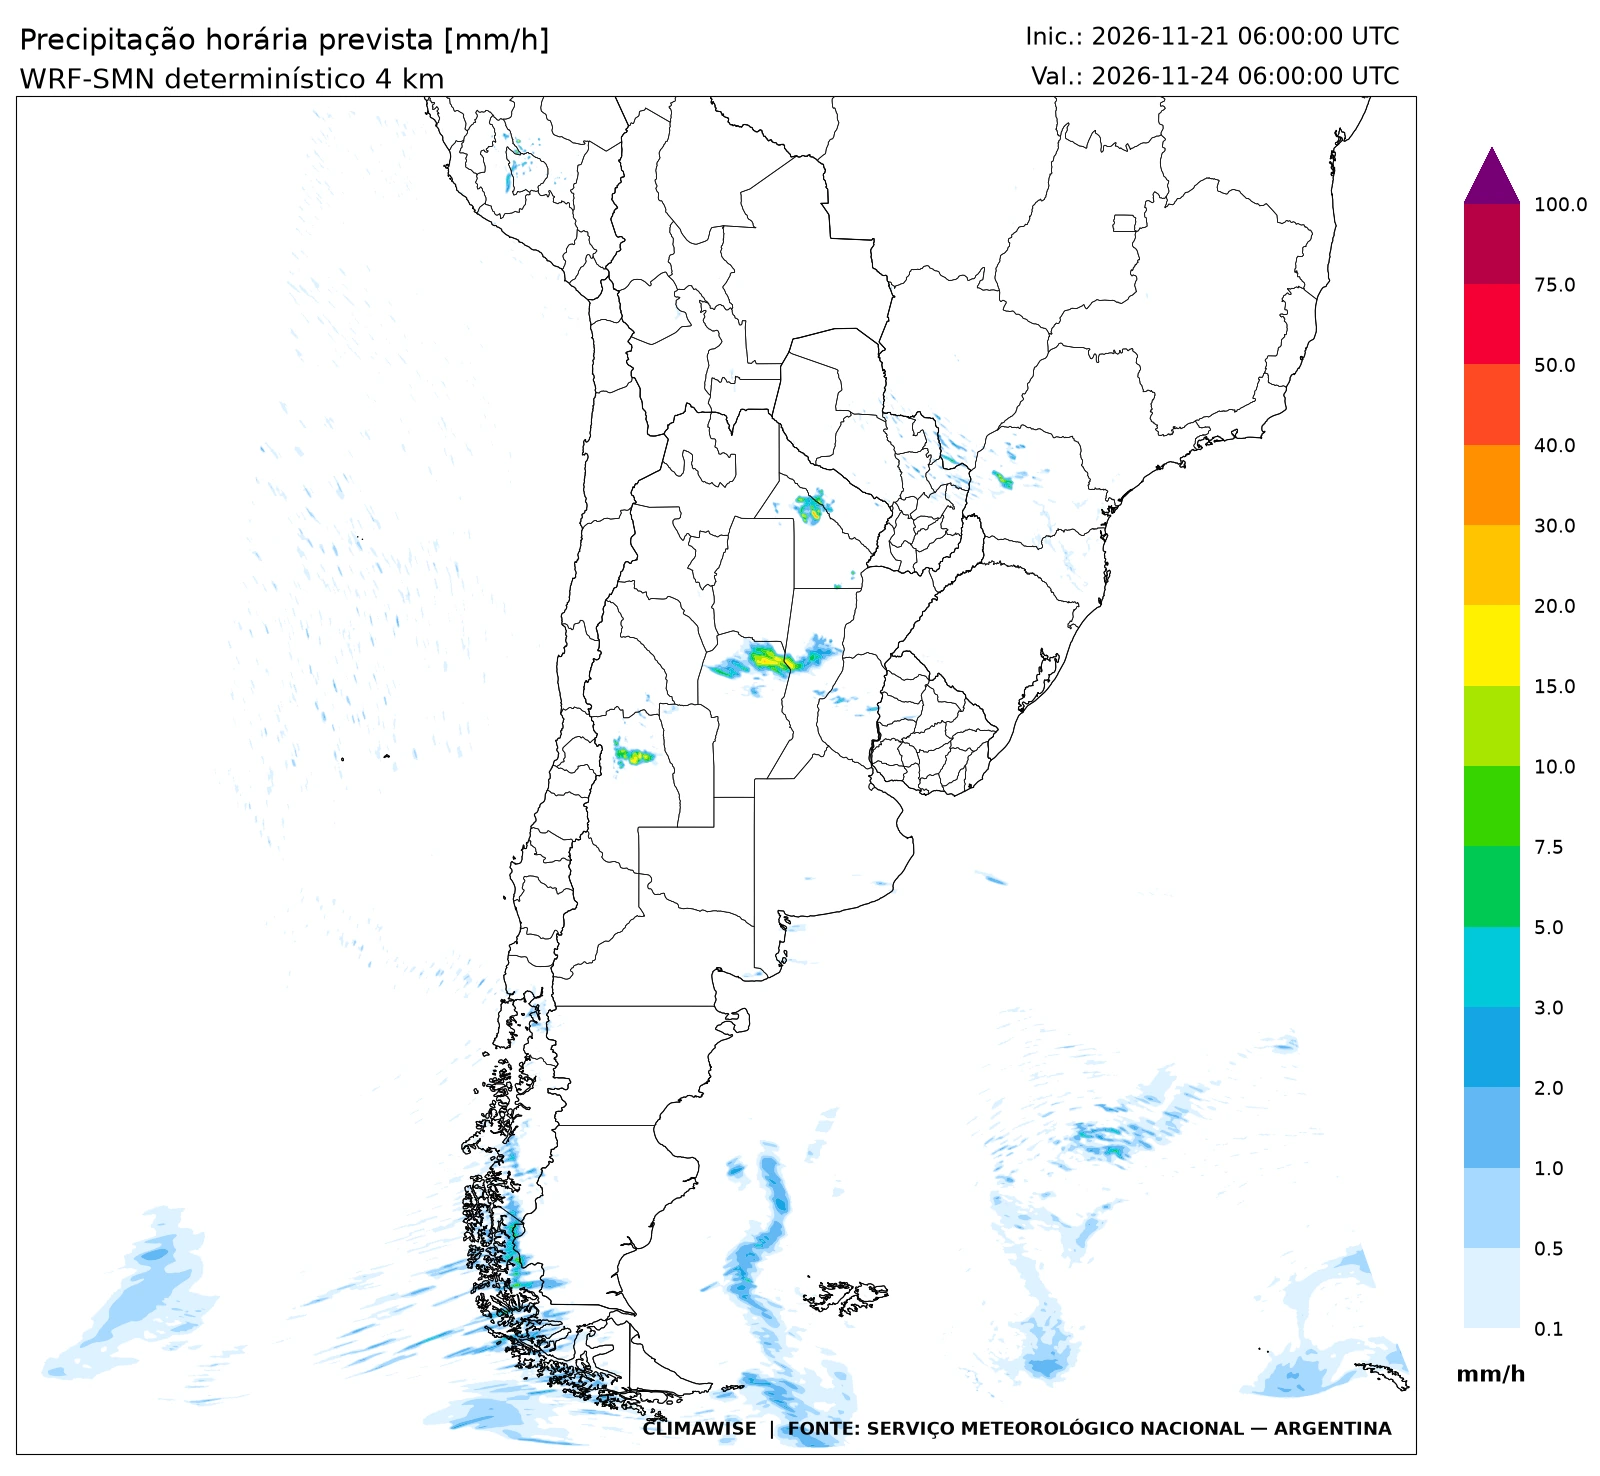 Precipitação horária prevista [mm/h]
WRF-SMN determinístico 4 km
Inic.: 2026-11-21 06:00:00 UTC
Val.: 2026-11-24 06:00:00 UTC
100.0
75.0
50.0
40.0
30.0
20.0
15.0
10.0
7.5
5.0
3.0
2.0
1.0
0.5
0.1
mm/h
CLIMAWISE | FONTE: SERVIÇO METEOROLÓGICO NACIONAL — ARGENTINA